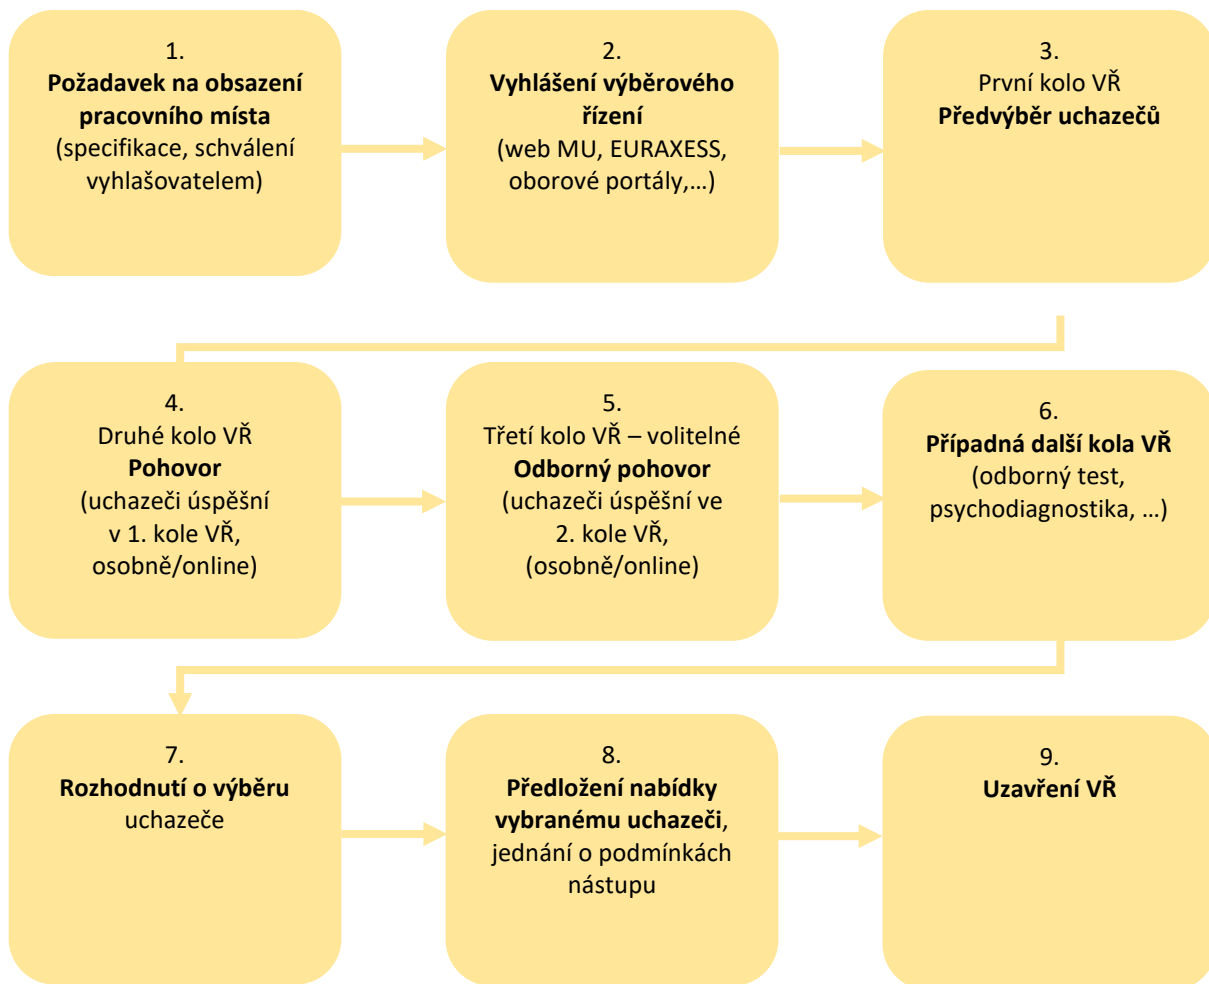 1.
Požadavek na obsazení
pracovního místa
(specifikace, schválení
vyhlašovatelem)
2.
Vyhlášení výběrového
řízení
(web MU, EURAXESS,
oborové portály,…)
3.
První kolo VŘ
Předvýběr uchazečů
4.
Druhé kolo VŘ
Pohovor
(uchazeči úspěšní
v 1. kole VŘ,
osobně/online)
5.
Třetí kolo VŘ – volitelné
Odborný pohovor
(uchazeči úspěšní ve
2. kole VŘ,
(osobně/online)
6.
Případná další kola VŘ
(odborný test,
psychodiagnostika, …)
7.
Rozhodnutí o výběru
uchazeče
8.
Předložení nabídky
vybranému uchazeči,
jednání o podmínkách
nástupu
9.
Uzavření VŘ